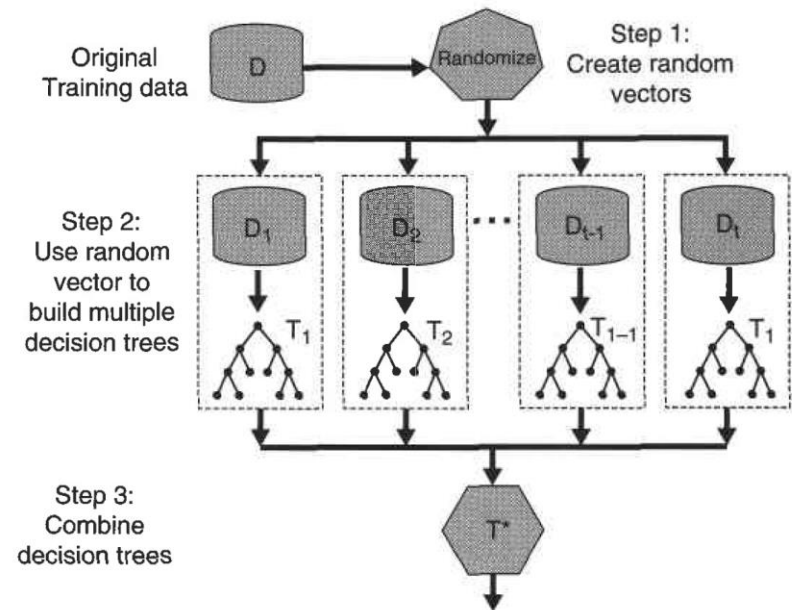 Original
Training data
D
Randomize
Step 1:
Create random
vectors
Step 2:
Use random
vector to
build multiple
decision trees
D₁
D₂
...
Dₜ₋₁
Dₜ
T₁
T₂
T₁₋₁
T₁
Step 3:
Combine
decision trees
T*